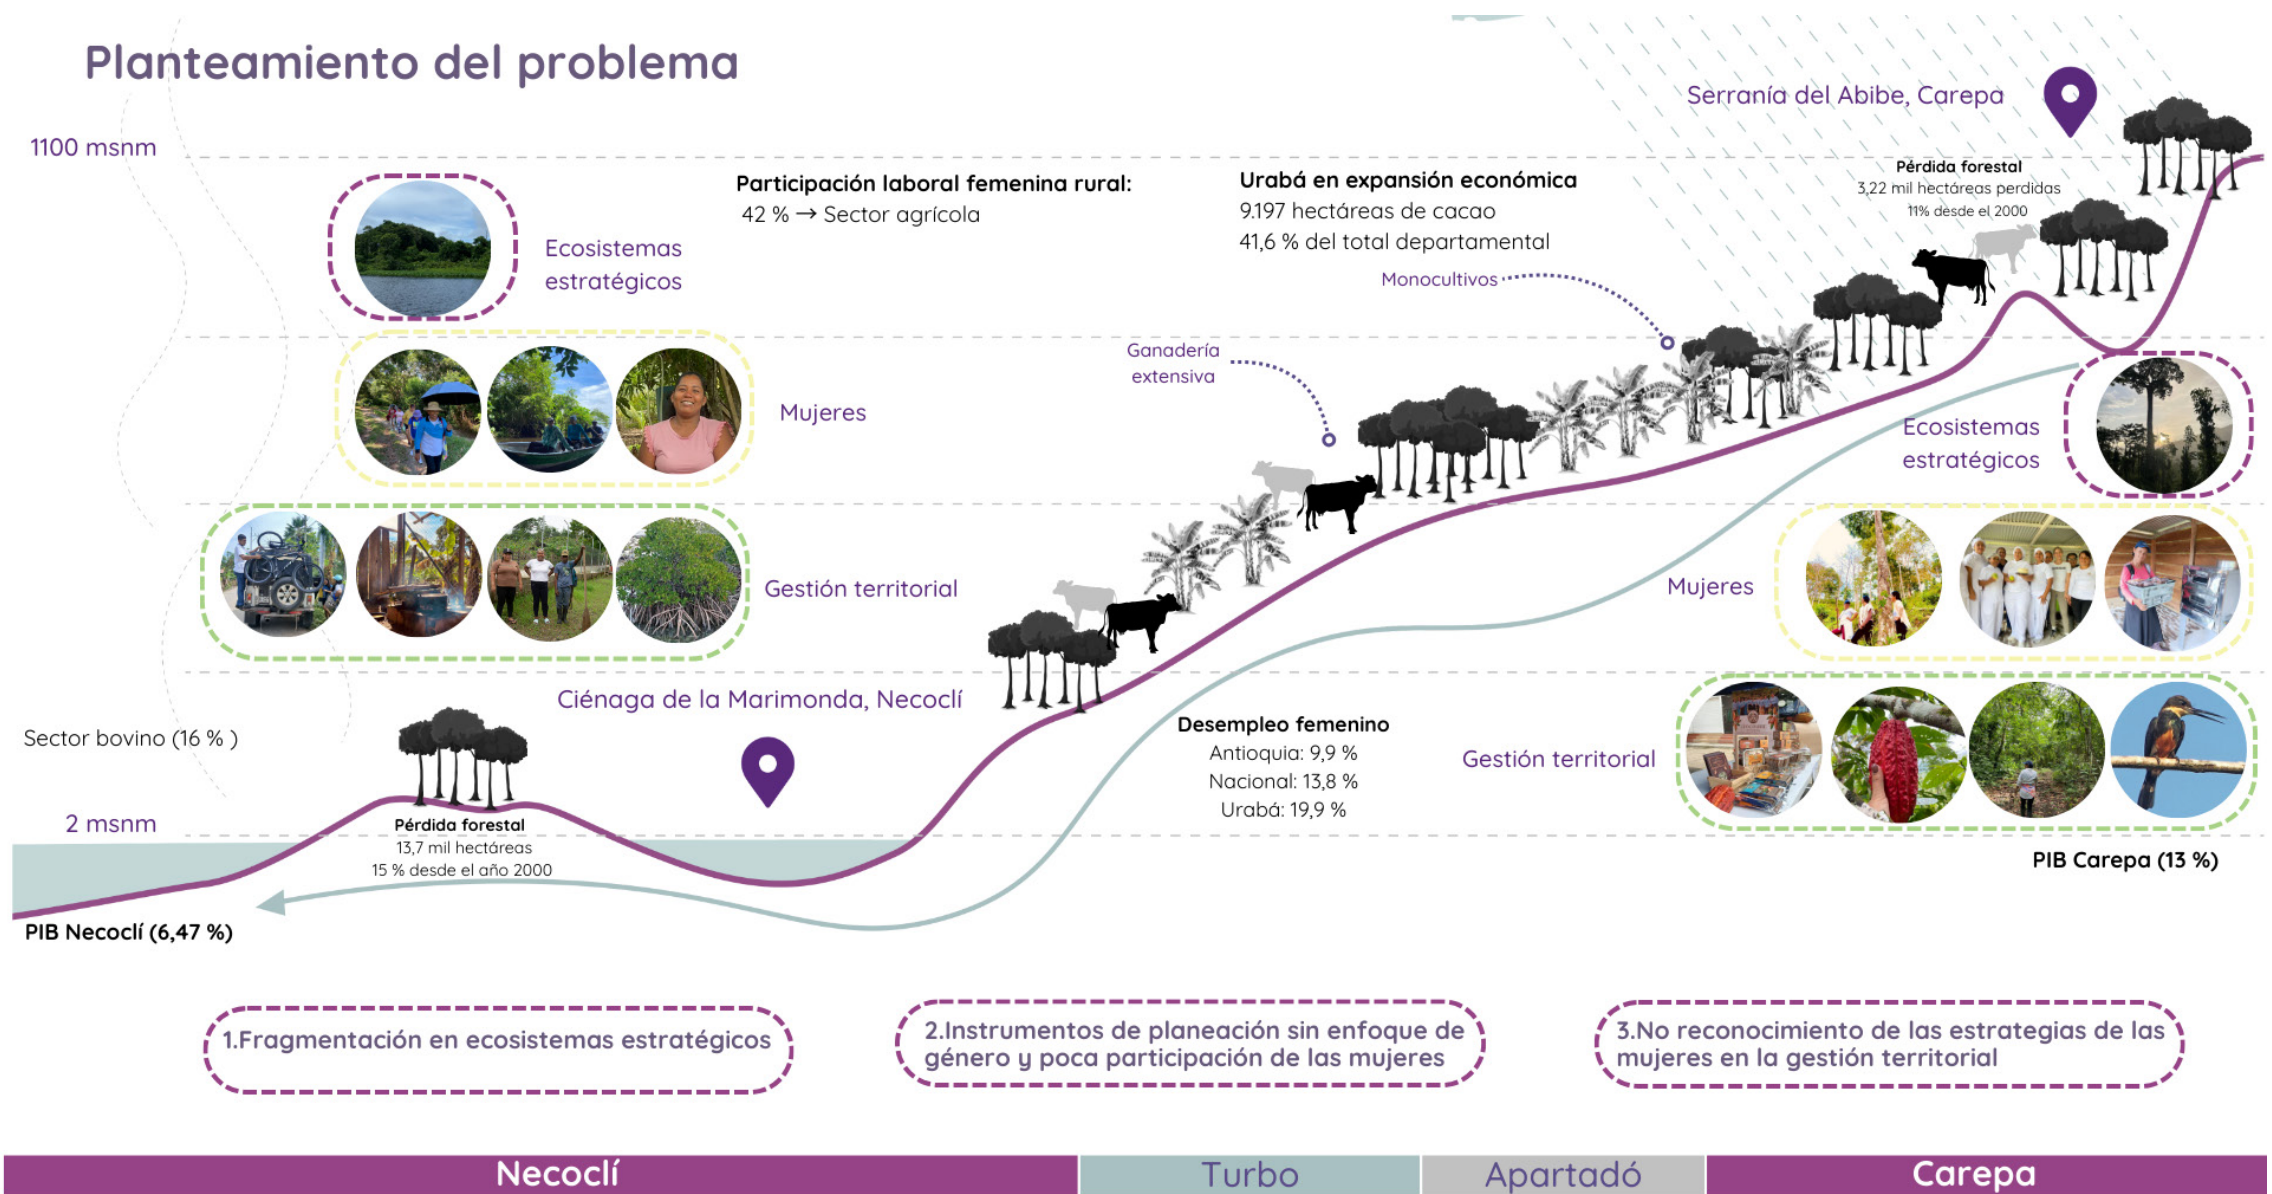 Planteamiento del problema
1100 msnm
Serranía del Abibe, Carepa
Participación laboral femenina rural:
42 % → Sector agrícola
Urabá en expansión económica
9.197 hectáreas de cacao
41,6 % del total departamental
Pérdida forestal
3,22 mil hectáreas perdidas
11% desde el 2000
Ecosistemas
estratégicos
Monocultivos
Ganadería
extensiva
Mujeres
Ecosistemas
estratégicos
Gestión territorial
Mujeres
Ciénaga de la Marimonda, Necoclí
Sector bovino (16 % )
Desempleo femenino
Antioquia: 9,9 %
Nacional: 13,8 %
Urabá: 19,9 %
Gestión territorial
2 msnm
Pérdida forestal
13,7 mil hectáreas
15 % desde el año 2000
PIB Carepa (13 %)
PIB Necoclí (6,47 %)
1.Fragmentación en ecosistemas estratégicos
2.Instrumentos de planeación sin enfoque de
género y poca participación de las mujeres
3.No reconocimiento de las estrategias de las
mujeres en la gestión territorial
Necoclí
Turbo
Apartadó
Carepa